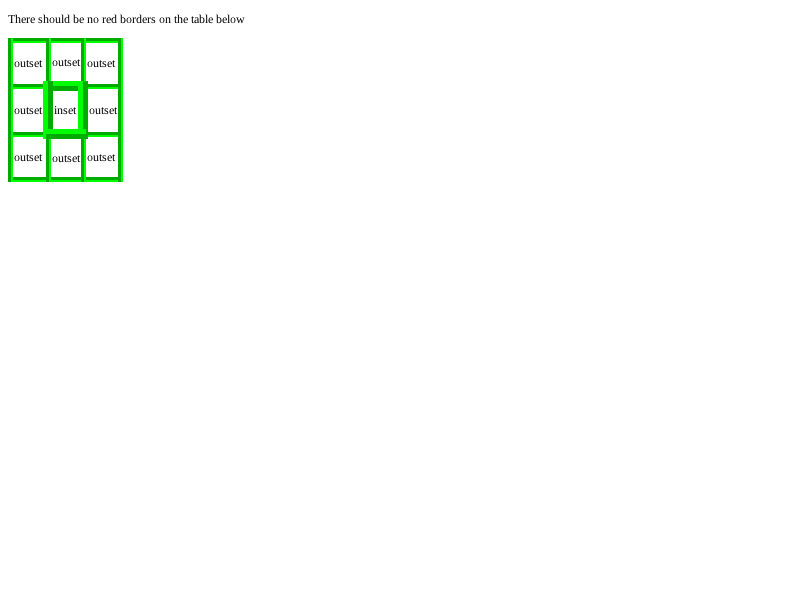 There should be no red borders on the table below
outset outset outset
outset inset outset
outset outset outset